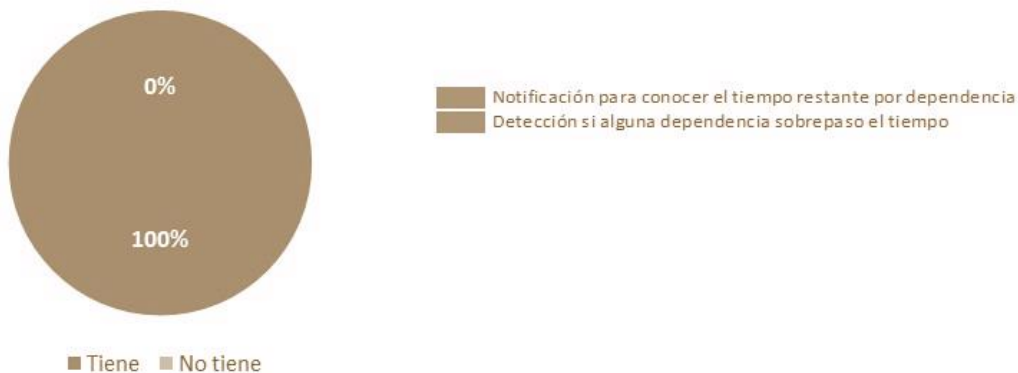 0%
Notificación para conocer el tiempo restante por dependencia
Detección si alguna dependencia sobrepaso el tiempo
100%
Tiene No tiene